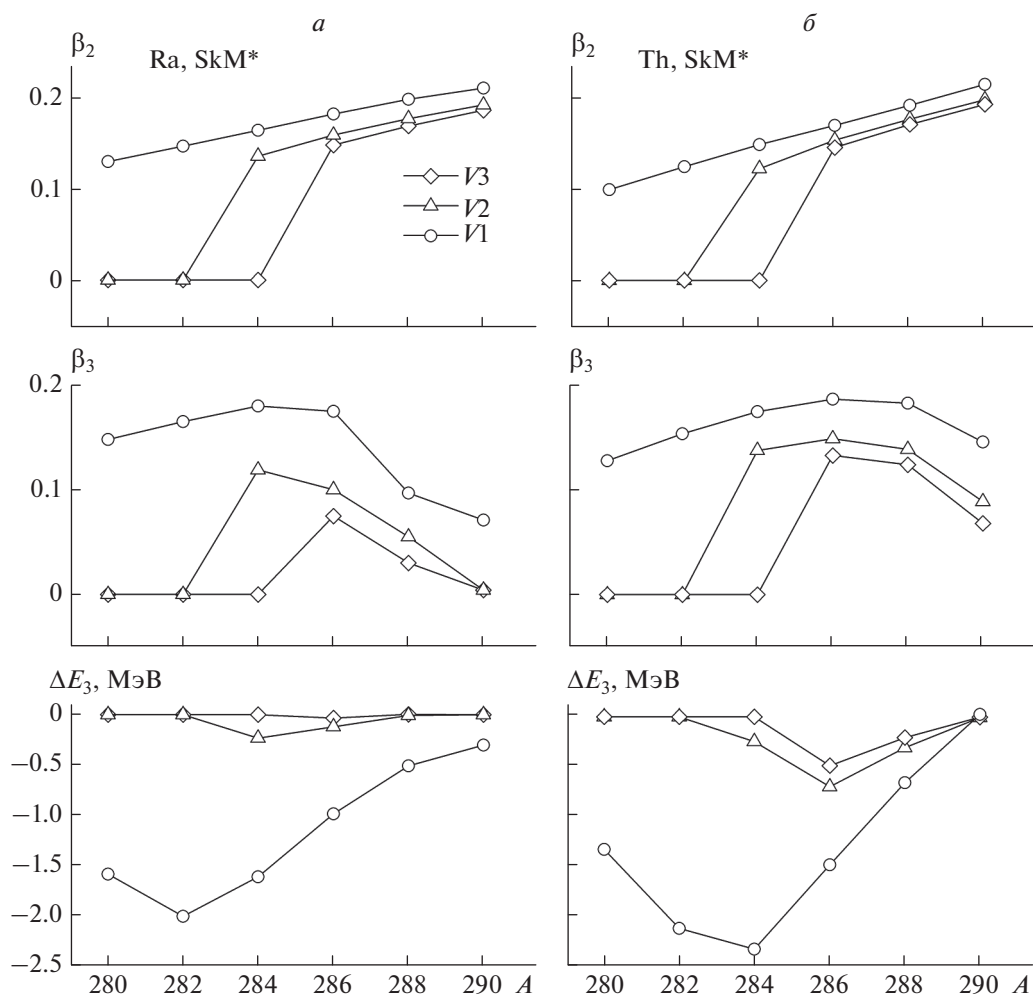 а б
β2 β2
Ra, SkM* Th, SkM*
0.2
0.1
V3
V2
V1
0
β3 β3
0.2
0.1
0
ΔE3, МэВ ΔE3, МэВ
0
−0.5
−1.0
−1.5
−2.0
−2.5
280 282 284 286 288 290 A 280 282 284 286 288 290 A